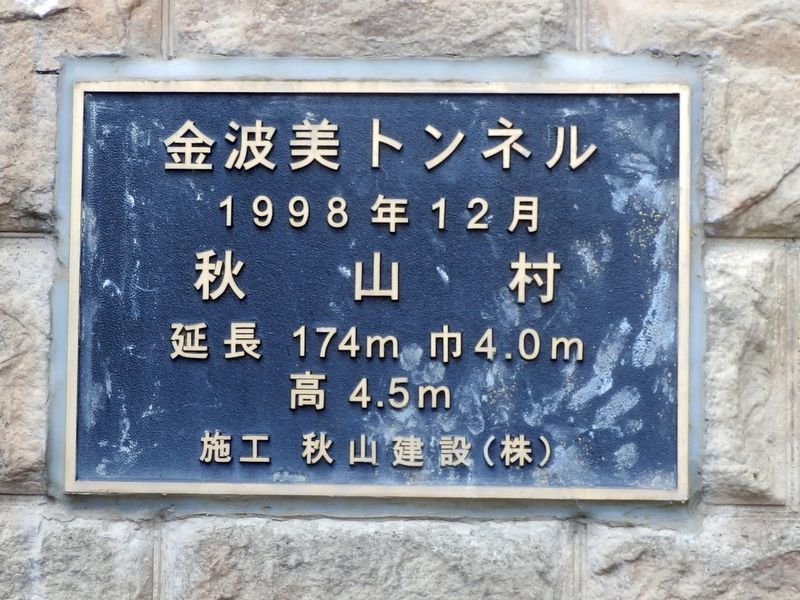 金波美トンネル
1998年12月
秋山村
延長 174m 巾4.0m
高 4.5m
施工 秋山建設(株)